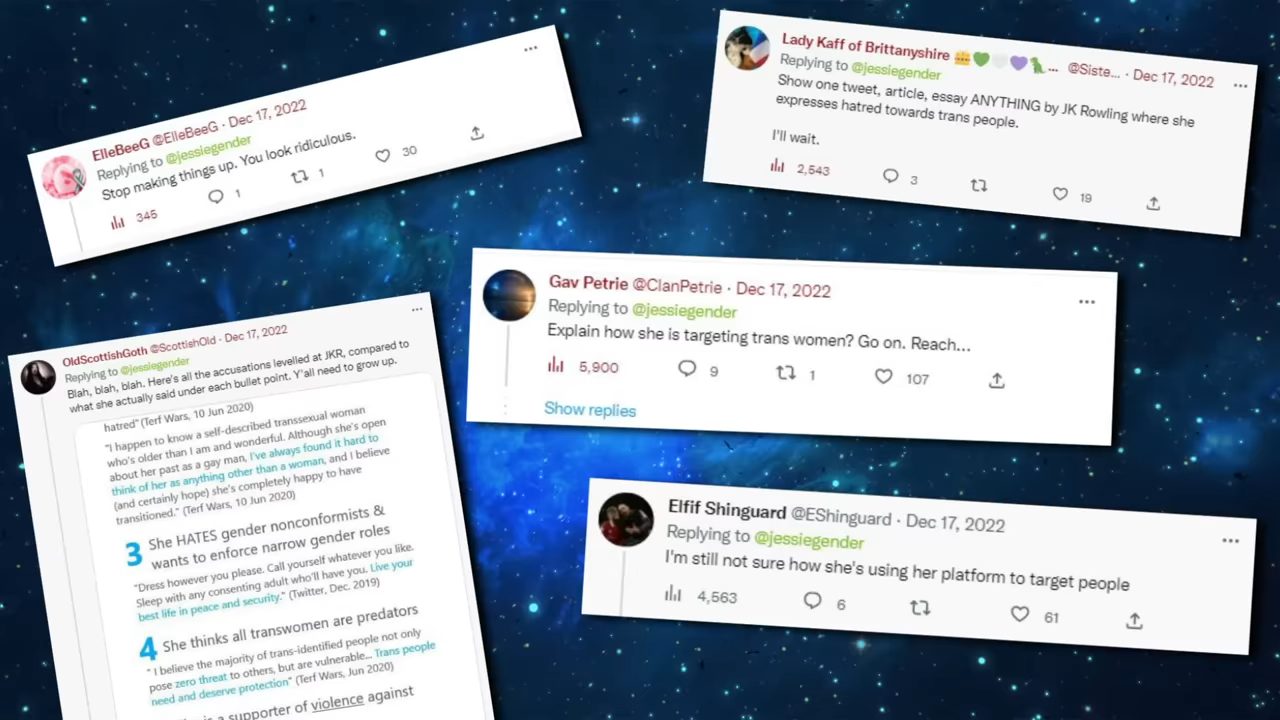 ElleBeeG @ElleBeeG · Dec 17, 2022
Replying to @jessiegender
Stop making things up. You look ridiculous.
345 1 1 30
Lady Kaff of Brittanyshire ... @Siste... · Dec 17, 2022
Replying to @jessiegender
Show one tweet, article, essay ANYTHING by JK Rowling where she
expresses hatred towards trans people.
I'll wait.
2,543 3 19
Gav Petrie @ClanPetrie · Dec 17, 2022
Replying to @jessiegender
Explain how she is targeting trans women? Go on. Reach...
5,900 9 1 107
Show replies
OldScottishGoth @ScottishOld · Dec 17, 2022
Replying to @jessiegender
Blah, blah, blah. Here's all the accusations levelled at JKR, compared to
what she actually said under each bullet point. Y'all need to grow up.
hatred" (Terf Wars, 10 Jun 2020)
"I happen to know a self-described transsexual woman
who's older than I am and wonderful. Although she's open
about her past as a gay man, I've always found it hard to
think of her as anything other than a woman, and I believe
(and certainly hope) she's completely happy to have
transitioned." (Terf Wars, 10 Jun 2020)
3 She HATES gender nonconformists &
wants to enforce narrow gender roles
"Dress however you please. Call yourself whatever you like.
Sleep with any consenting adult who'll have you. Live your
best life in peace and security." (Twitter, Dec. 2019)
4 She thinks all transwomen are predators
" I believe the majority of trans-identified people not only
pose zero threat to others, but are vulnerable... Trans people
need and deserve protection" (Terf Wars, Jun 2020)
is a supporter of violence against
Elfif Shinguard @EShinguard · Dec 17, 2022
Replying to @jessiegender
I'm still not sure how she's using her platform to target people
4,563 6 61